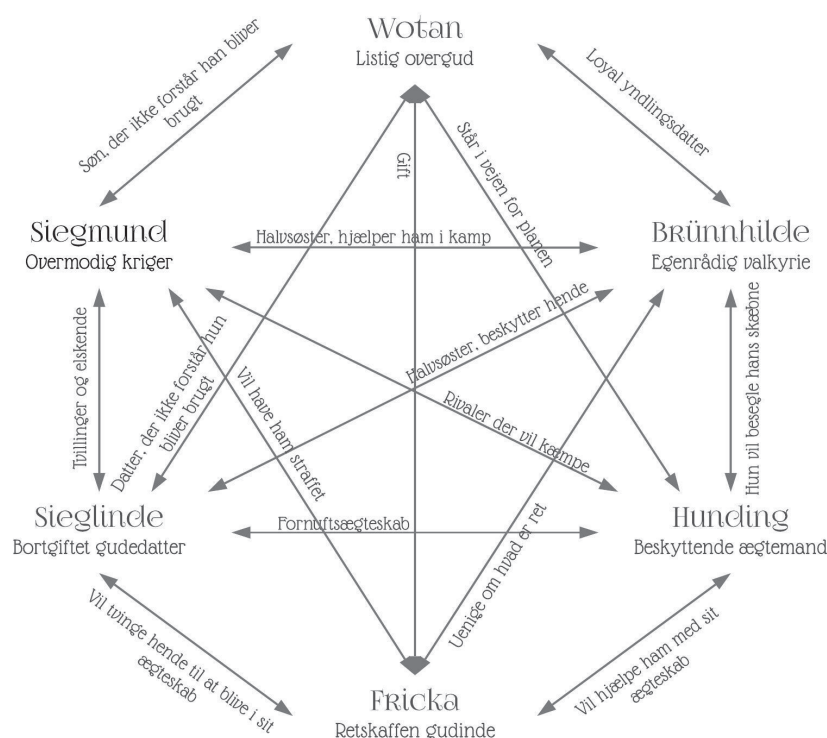 Wotan
Listig overgud
Søn, der ikke forstår han bliver
brugt
Loyal yndlingsdatter
Gift
Står i vejen for planen
Siegmund
Overmodig kriger
Halvsøster, hjælper ham i kamp
Brünnhilde
Egenrådig valkyrie
Tvillinger og elskende
Datter, der ikke forstår hun
bliver brugt
Vil have ham straffet
Halvsøster, beskytter hende
Rivaler der vil kæmpe
Hun vil besegle hans skæbne
Sieglinde
Bortgiftet gudedatter
Fornuftsægteskab
Hunding
Beskyttende ægtemand
Uenige om hvad er ret
Vil tvinge hende til at blive i sit
ægteskab
Vil hjælpe ham med sit
ægteskab
Fricka
Retskaffen gudinde